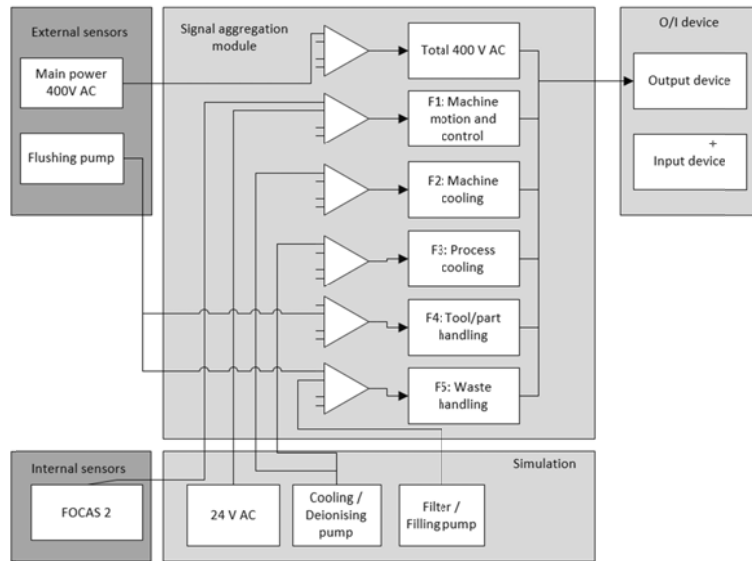 External sensors
Main power
400V AC
Flushing pump
Signal aggregation
module
Total 400 V AC
F1: Machine
motion and
control
F2: Machine
cooling
F3: Process
cooling
F4: Tool/part
handling
F5: Waste
handling
O/I device
Output device
Input device
Internal sensors
FOCAS 2
Simulation
24 V AC
Cooling /
Deionising
pump
Filter /
Filling pump